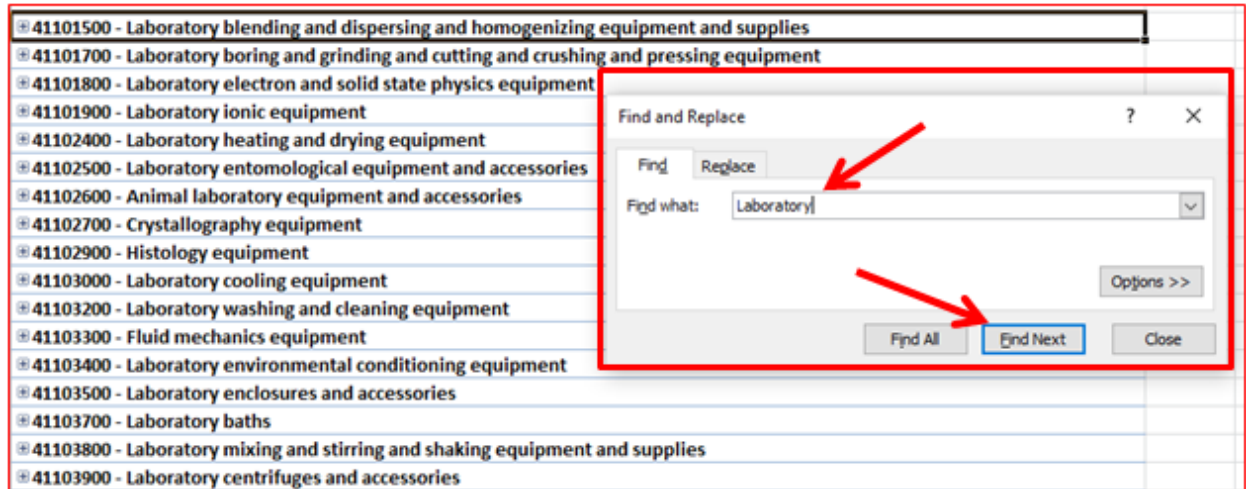 41101500 - Laboratory blending and dispersing and homogenizing equipment and supplies
41101700 - Laboratory boring and grinding and cutting and crushing and pressing equipment
41101800 - Laboratory electron and solid state physics equipment
41101900 - Laboratory ionic equipment
41102400 - Laboratory heating and drying equipment
41102500 - Laboratory entomological equipment and accessories
41102600 - Animal laboratory equipment and accessories
41102700 - Crystallography equipment
41102900 - Histology equipment
41103000 - Laboratory cooling equipment
41103200 - Laboratory washing and cleaning equipment
41103300 - Fluid mechanics equipment
41103400 - Laboratory environmental conditioning equipment
41103500 - Laboratory enclosures and accessories
41103700 - Laboratory baths
41103800 - Laboratory mixing and stirring and shaking equipment and supplies
41103900 - Laboratory centrifuges and accessories
Find and Replace ? ×
Find Replace
Find what: Laboratory
Options >>
Find All Find Next Close